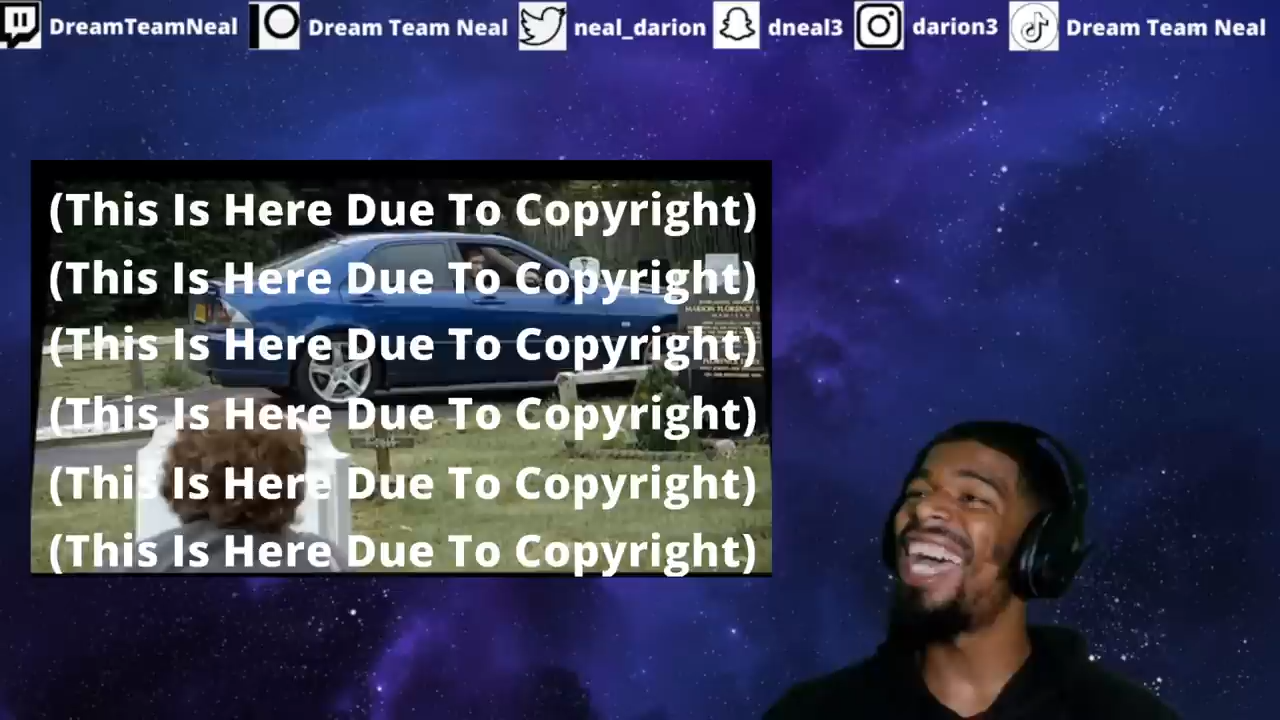 DreamTeamNeal
Dream Team Neal
neal_darion
dneal3
darion3
Dream Team Neal
(This Is Here Due To Copyright)
(This Is Here Due To Copyright)
(This Is Here Due To Copyright)
(This Is Here Due To Copyright)
(This Is Here Due To Copyright)
(This Is Here Due To Copyright)
MARION FLORENCE